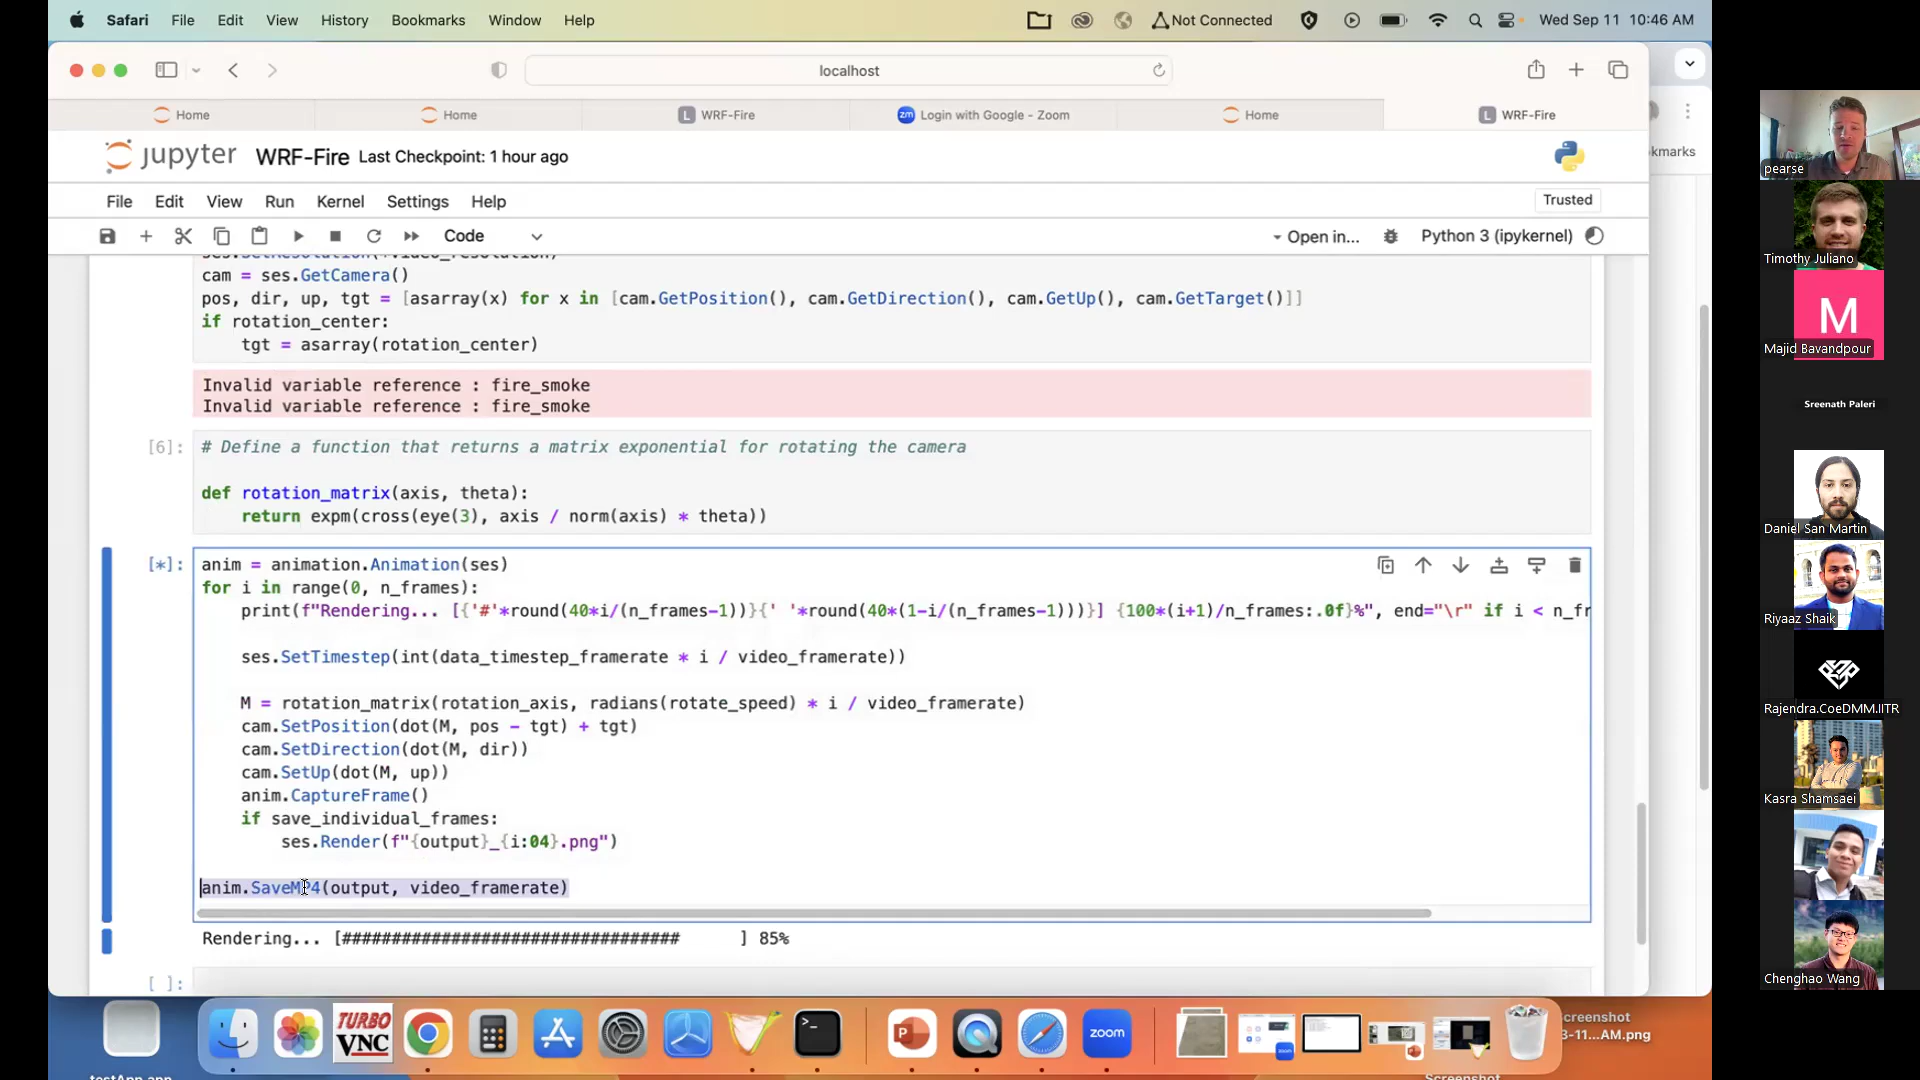 Safari File Edit View History Bookmarks Window Help Not Connected Wed Sep 11 10:46 AM
localhost
Home Home WRF-Fire Login with Google - Zoom Home WRF-Fire
kmarks
jupyter WRF-Fire Last Checkpoint: 1 hour ago
File Edit View Run Kernel Settings Help Trusted
Code Open in... Python 3 (ipykernel)
cam = ses.GetCamera()
pos, dir, up, tgt = [asarray(x) for x in [cam.GetPosition(), cam.GetDirection(), cam.GetUp(), cam.GetTarget()]]
if rotation_center:
    tgt = asarray(rotation_center)
Invalid variable reference : fire_smoke
Invalid variable reference : fire_smoke
[6]: # Define a function that returns a matrix exponential for rotating the camera
def rotation_matrix(axis, theta):
    return expm(cross(eye(3), axis / norm(axis) * theta))
[*]: anim = animation.Animation(ses)
for i in range(0, n_frames):
    print(f"Rendering... [{'#'*round(40*i/(n_frames-1))}{' '*round(40*(1-i/(n_frames-1)))}] {100*(i+1)/n_frames:.0f}%", end="\r" if i < n_fr
    ses.SetTimestep(int(data_timestep_framerate * i / video_framerate))
    M = rotation_matrix(rotation_axis, radians(rotate_speed) * i / video_framerate)
    cam.SetPosition(dot(M, pos - tgt) + tgt)
    cam.SetDirection(dot(M, dir))
    cam.SetUp(dot(M, up))
    anim.CaptureFrame()
    if save_individual_frames:
        ses.Render(f"{output}_{i:04}.png")
anim.SaveMP4(output, video_framerate)
Rendering... [################################## ] 85%
[ ]:
TURBO
VNC
zoom
Screenshot
3-11...AM.png
testApp.app
Screenshot
pearse
Timothy Juliano
M
Majid Bavandpour
Sreenath Paleri
Daniel San Martin
Riyaaz Shaik
Rajendra.CoeDMM.IITR
Kasra Shamsaei
Chenghao Wang